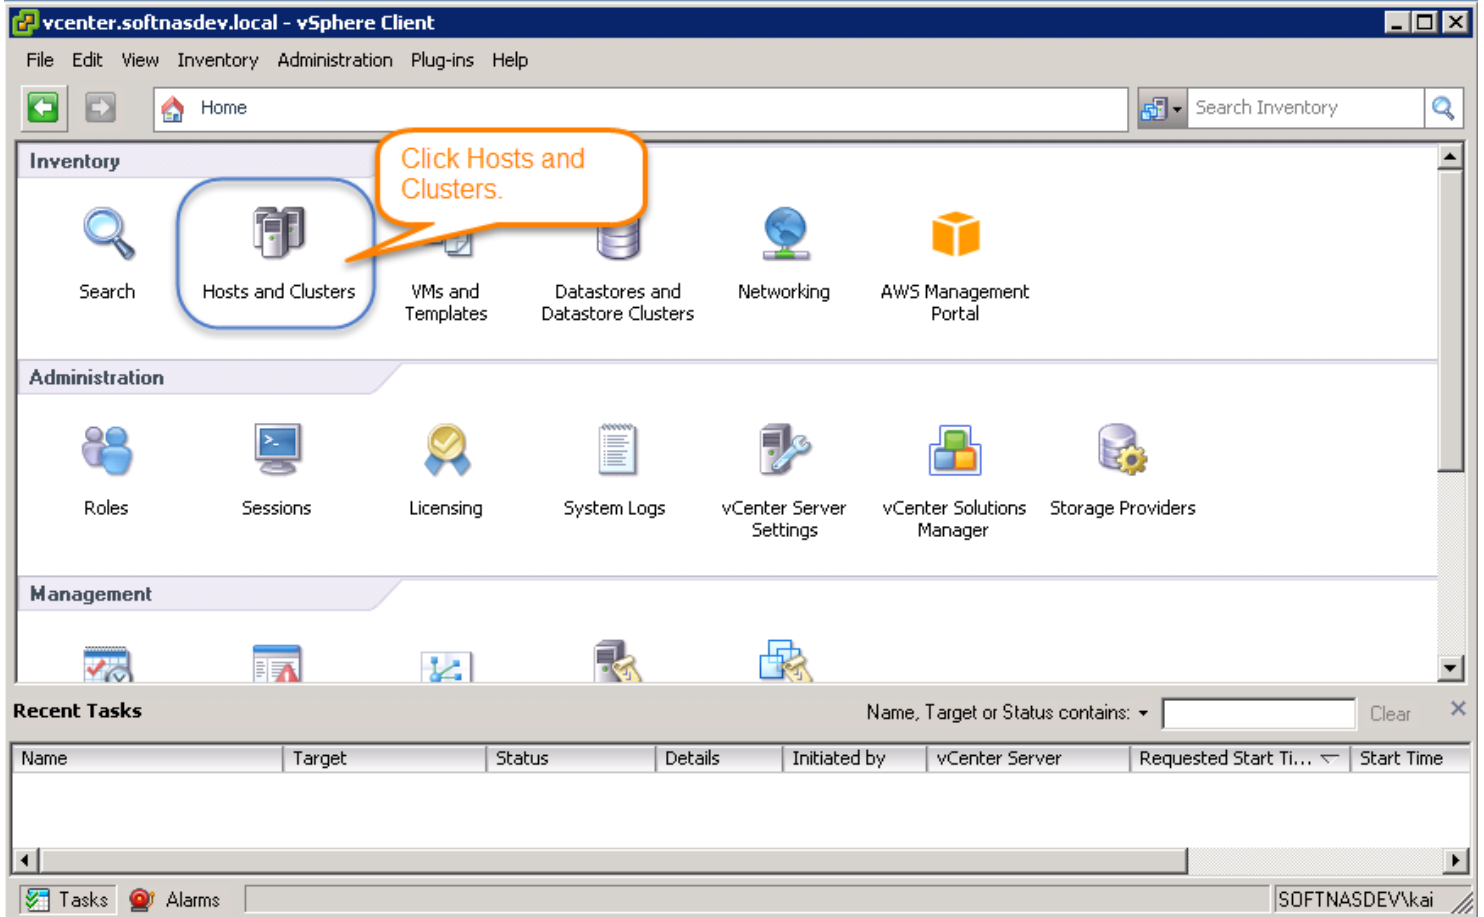 vcenter.softnasdev.local - vSphere Client
File Edit View Inventory Administration Plug-ins Help
Home
Search Inventory
Inventory
Click Hosts and
Clusters.
Search
Hosts and Clusters
VMs and
Templates
Datastores and
Datastore Clusters
Networking
AWS Management
Portal
Administration
Roles
Sessions
Licensing
System Logs
vCenter Server
Settings
vCenter Solutions
Manager
Storage Providers
Management
Recent Tasks
Name, Target or Status contains:
Clear
Name Target Status Details Initiated by vCenter Server Requested Start Ti... Start Time
Tasks Alarms
SOFTNASDEV\kai